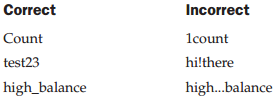 Correct Incorrect
Count 1count
test23 hi!there
high_balance high...balance